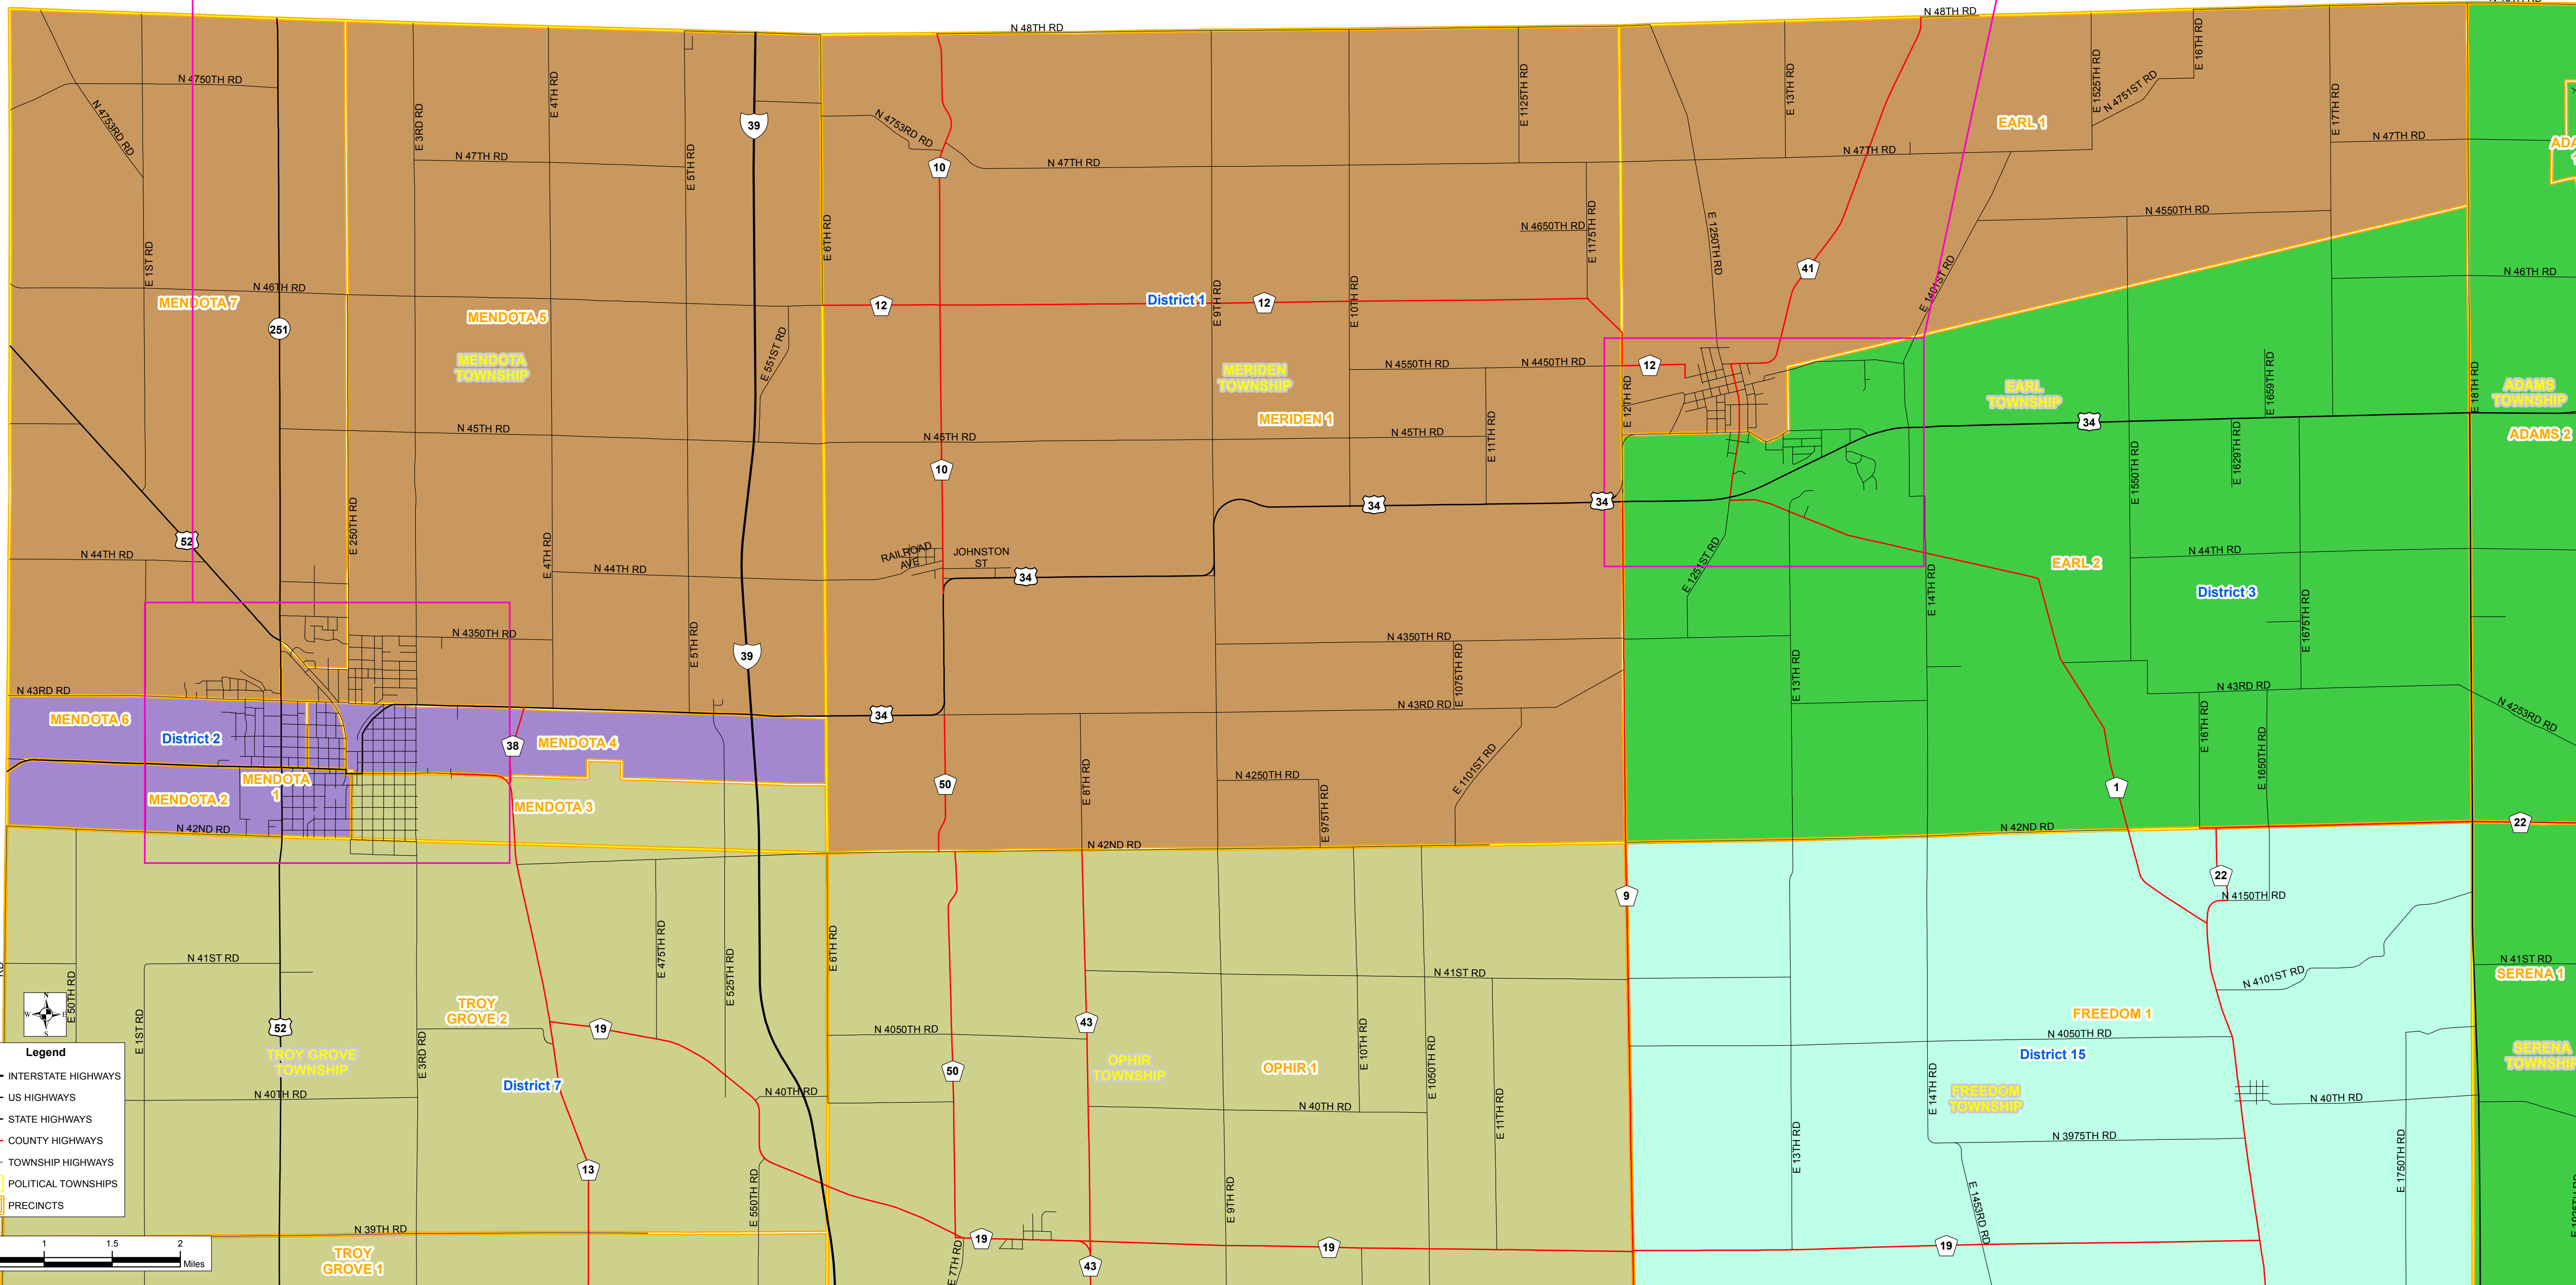 N 48TH RD
N 48TH RD
N 4750TH RD
N 4753RD RD
E 3RD RD
E 4TH RD
39
N 4753RD RD
E 1125TH RD
E 13TH RD
E 1525TH RD
N 4751ST RD
E 16TH RD
E 17TH RD
EARL 1
N 47TH RD
N 47TH RD
N 47TH RD
N 47TH RD
E 5TH RD
10
E 1ST RD
E 6TH RD
N 4650TH RD
E 1175TH RD
E 1250TH RD
N 4550TH RD
41
E 1401ST RD
N 46TH RD
N 46TH RD
MENDOTA 7
MENDOTA 5
251
12
District 1
12
E 9TH RD
E 10TH RD
E 551ST RD
MENDOTA
TOWNSHIP
MERIDEN
TOWNSHIP
N 4550TH RD
N 4450TH RD
12
E 12TH RD
EARL
TOWNSHIP
E 1659TH RD
E 18TH RD
ADAMS
TOWNSHIP
MERIDEN 1
34
ADAMS 2
N 45TH RD
N 45TH RD
N 45TH RD
E 11TH RD
E 1550TH RD
E 1629TH RD
10
34
34
52
E 250TH RD
E 4TH RD
N 44TH RD
N 44TH RD
RAILROAD
AVE
JOHNSTON
ST
34
E 1251ST RD
E 14TH RD
EARL 2
N 44TH RD
District 3
E 1675TH RD
N 4350TH RD
E 5TH RD
39
N 4350TH RD
E 1075TH RD
E 13TH RD
N 43RD RD
N 43RD RD
N 43RD RD
N 4253RD RD
MENDOTA 6
34
District 2
38
MENDOTA 4
E 16TH RD
E 1650TH RD
MENDOTA
1
MENDOTA 2
MENDOTA 3
50
E 8TH RD
N 4250TH RD
E 975TH RD
E 1101ST RD
1
N 42ND RD
N 42ND RD
N 42ND RD
22
9
22
N 4150TH RD
E 50TH RD
N 41ST RD
E 475TH RD
E 525TH RD
E 6TH RD
N 41ST RD
N 4101ST RD
N 41ST RD
SERENA 1
N
W
E
S
E 1ST RD
52
TROY
GROVE 2
19
N 4050TH RD
43
E 10TH RD
E 1050TH RD
FREEDOM 1
N 4050TH RD
District 15
TROY GROVE
TOWNSHIP
E 3RD RD
District 7
50
OPHIR
TOWNSHIP
OPHIR 1
E 14TH RD
FREEDOM
TOWNSHIP
SERENA
TOWNSHIP
Legend
INTERSTATE HIGHWAYS
US HIGHWAYS
STATE HIGHWAYS
COUNTY HIGHWAYS
TOWNSHIP HIGHWAYS
POLITICAL TOWNSHIPS
PRECINCTS
N 40TH RD
N 40TH RD
N 40TH RD
N 40TH RD
E 11TH RD
E 13TH RD
N 3975TH RD
E 1750TH RD
13
E 550TH RD
E 9TH RD
E 1453RD RD
N 39TH RD
19
19
19
1
1.5
2
Miles
TROY
GROVE 1
E 7TH RD
43